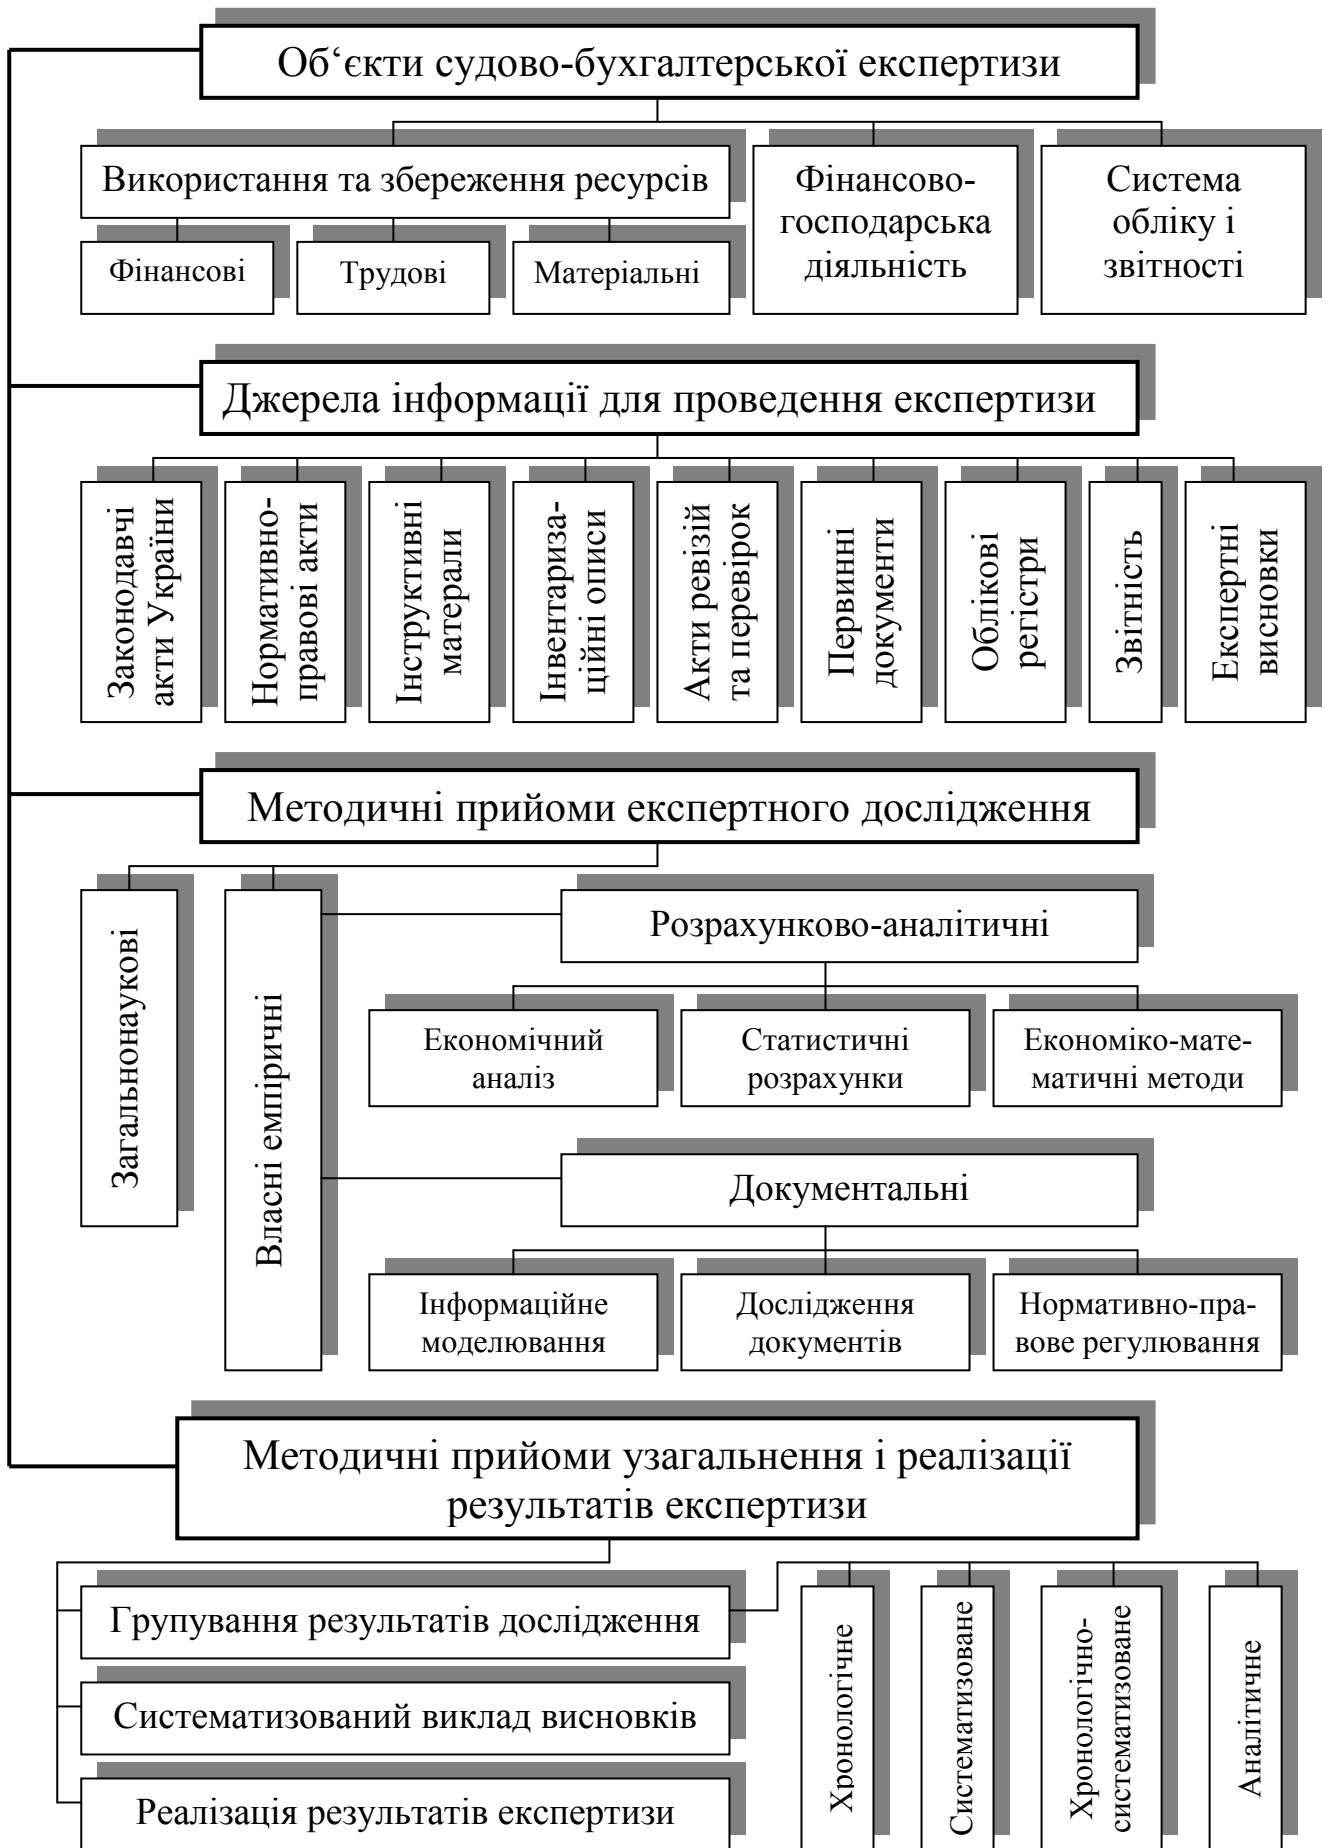 Об‘єкти судово-бухгалтерської експертизи
Використання та збереження ресурсів
Фінансові
Трудові
Матеріальні
Фінансово-
господарська
діяльність
Система
обліку і
звітності
Джерела інформації для проведення експертизи
Законодавчі
акти України
Нормативно-
правові акти
Інструктивні
матерали
Інвентариза-
ційні описи
Акти ревізій
та перевірок
Первинні
документи
Облікові
регістри
Звітність
Експертні
висновки
Методичні прийоми експертного дослідження
Загальнонаукові
Власні емпіричні
Розрахунково-аналітичні
Економічний
аналіз
Статистичні
розрахунки
Економіко-мате-
матичні методи
Документальні
Інформаційне
моделювання
Дослідження
документів
Нормативно-пра-
вове регулювання
Методичні прийоми узагальнення і реалізації
результатів експертизи
Групування результатів дослідження
Систематизований виклад висновків
Реалізація результатів експертизи
Хронологічне
Систематизоване
Хронологічно-
систематизоване
Аналітичне